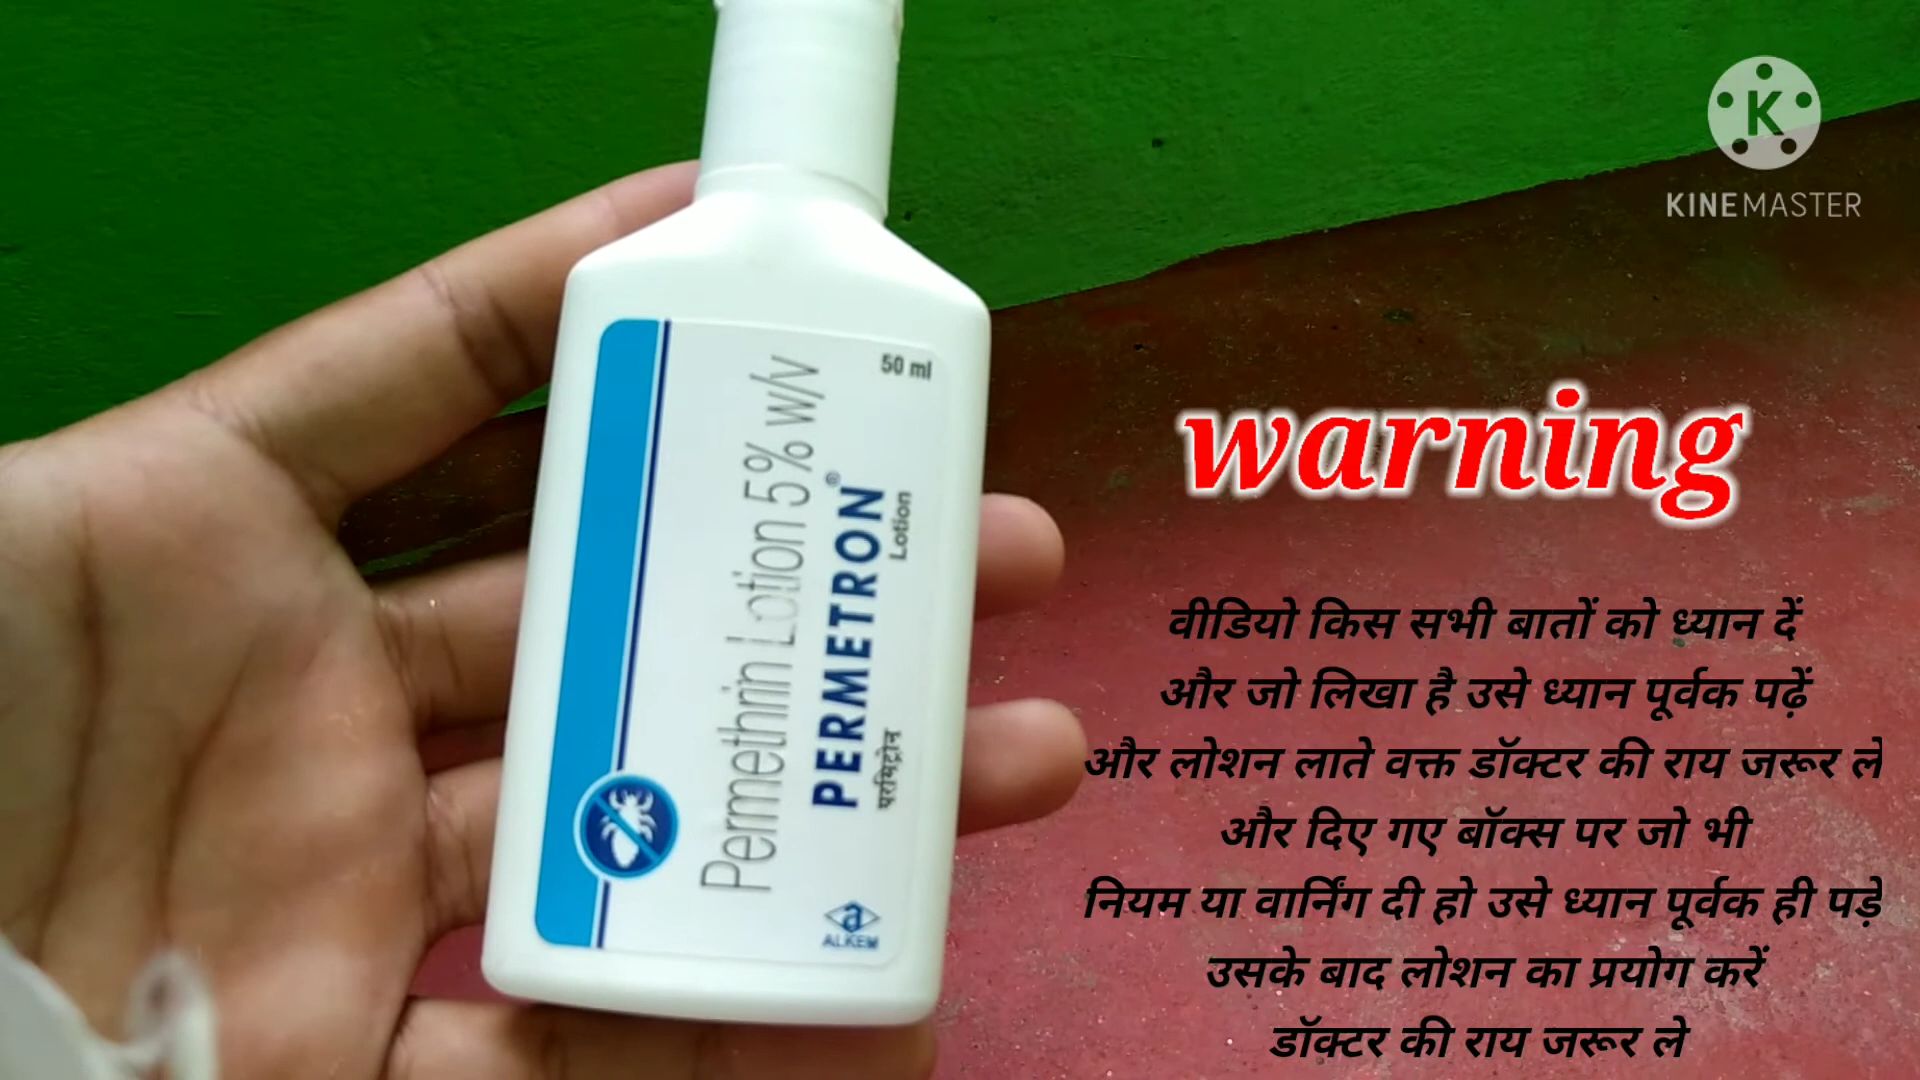 K
KINEMASTER
50 ml
Permethrin Lotion 5% w/v
PERMETRON®
Lotion
परमिट्रोन
a
ALKEM
warning
वीडियो किस सभी बातों को ध्यान दें
और जो लिखा है उसे ध्यान पूर्वक पढ़ें
और लोशन लाते वक्त डॉक्टर की राय जरूर ले
और दिए गए बॉक्स पर जो भी
नियम या वार्निंग दी हो उसे ध्यान पूर्वक ही पड़े
उसके बाद लोशन का प्रयोग करें
डॉक्टर की राय जरूर ले